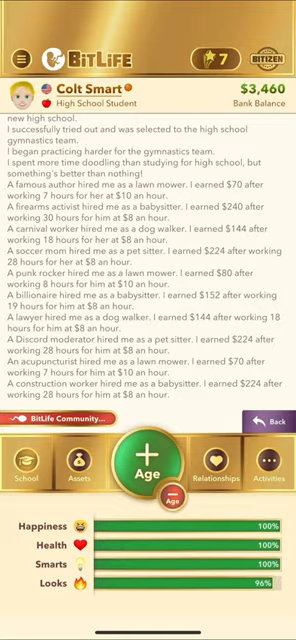 BITLIFE
7
BITIZEN
Colt Smart
$3,460
High School Student
Bank Balance
new high school.
I successfully tried out and was selected to the high school
gymnastics team.
I began practicing harder for the gymnastics team.
I spent more time doodling than studying for high school, but
something's better than nothing!
A famous author hired me as a lawn mower. I earned $70 after
working 7 hours for her at $10 an hour.
A firearms activist hired me as a babysitter. I earned $240 after
working 30 hours for him at $8 an hour.
A carnival worker hired me as a dog walker. I earned $144 after
working 18 hours for her at $8 an hour.
A soccer mom hired me as a pet sitter. I earned $224 after working
28 hours for her at $8 an hour.
A punk rocker hired me as a lawn mower. I earned $80 after
working 8 hours for him at $10 an hour.
A billionaire hired me as a babysitter. I earned $152 after working
19 hours for him at $8 an hour.
A lawyer hired me as a dog walker. I earned $144 after working 18
hours for him at $8 an hour.
A Discord moderator hired me as a pet sitter. I earned $224 after
working 28 hours for him at $8 an hour.
An acupuncturist hired me as a lawn mower. I earned $70 after
working 7 hours for him at $10 an hour.
A construction worker hired me as a babysitter. I earned $224 after
working 28 hours for him at $8 an hour.
BitLife Community...
Back
School
Assets
+
Age
Age
Relationships
Activities
Happiness 100%
Health 100%
Smarts 100%
Looks 96%